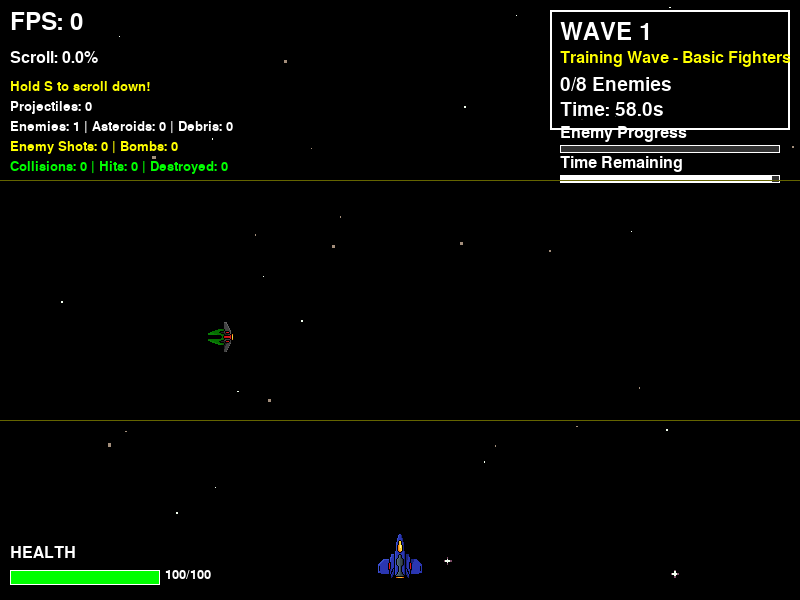 FPS: 0
Scroll: 0.0%
Hold S to scroll down!
Projectiles: 0
Enemies: 1 | Asteroids: 0 | Debris: 0
Enemy Shots: 0 | Bombs: 0
Collisions: 0 | Hits: 0 | Destroyed: 0
WAVE 1
Training Wave - Basic Fighters
0/8 Enemies
Time: 58.0s
Enemy Progress
Time Remaining
HEALTH
100/100